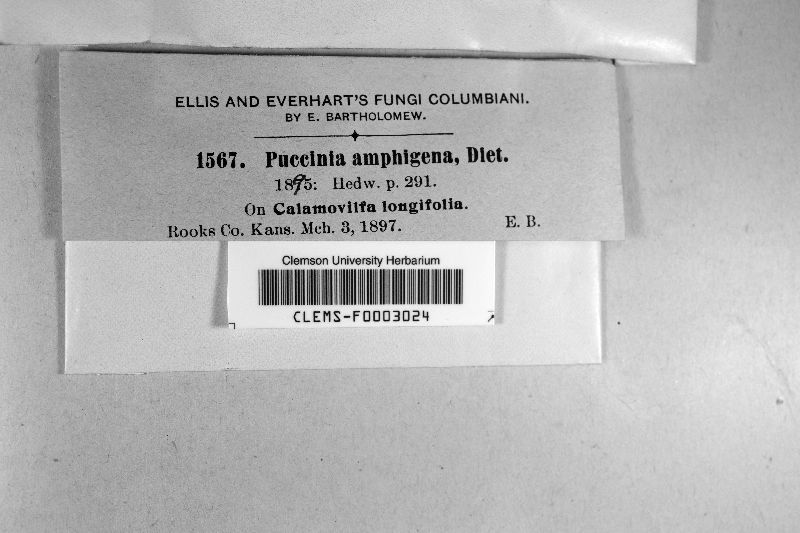 ELLIS AND EVERHART'S FUNGI COLUMBIANI.
BY E. BARTHOLOMEW.
1567. Puccinia amphigena, Diet.
1895: Hedw. p. 291.
On Calamovilfa longifolia.
Rooks Co. Kans. Mch. 3, 1897. E. B.
Clemson University Herbarium
CLEMS-F0003024